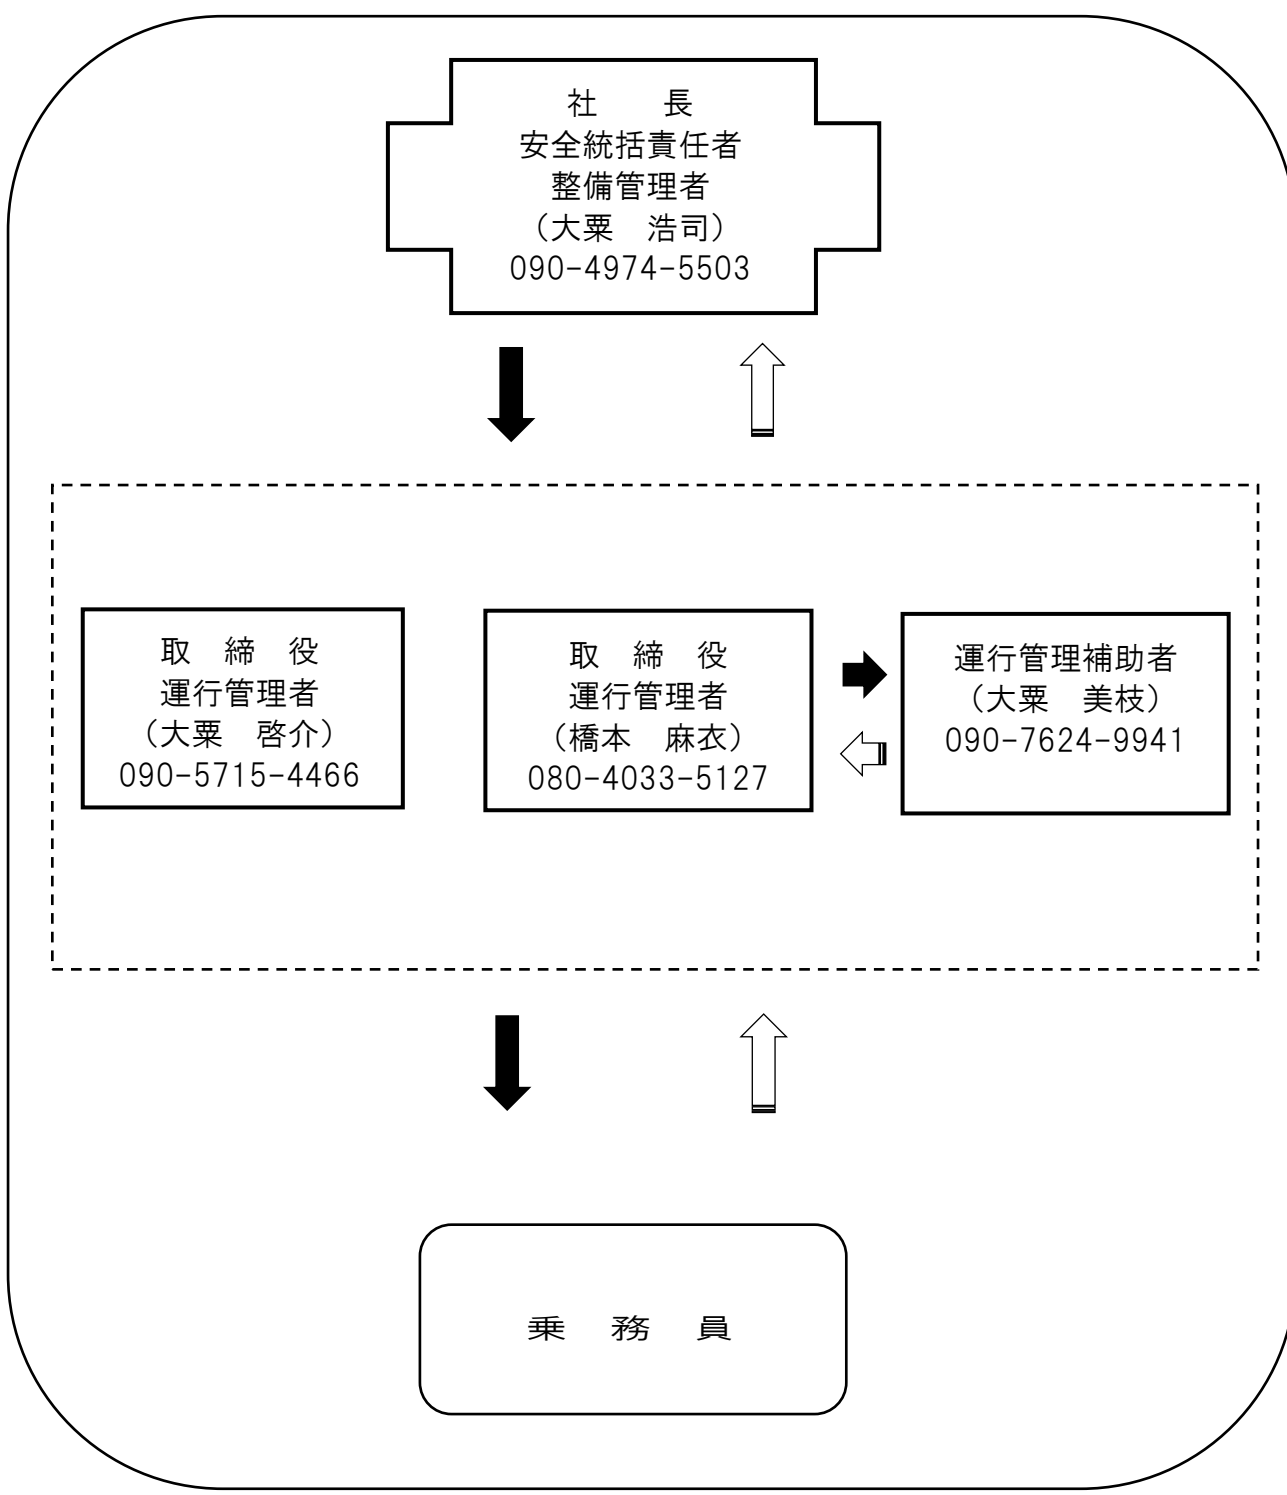 社　　長
安全統括責任者
整備管理者
（大粟　浩司）
090-4974-5503
取　締　役
運行管理者
（大粟　啓介）
090-5715-4466
取　締　役
運行管理者
（橋本　麻衣）
080-4033-5127
運行管理補助者
（大粟　美枝）
090-7624-9941
乗　務　員